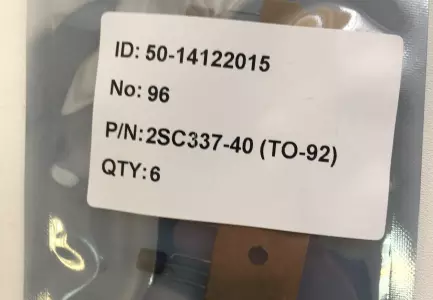 ID: 50-14122015
No: 96
P/N:2SC337-40 (TO-92)
QTY:6